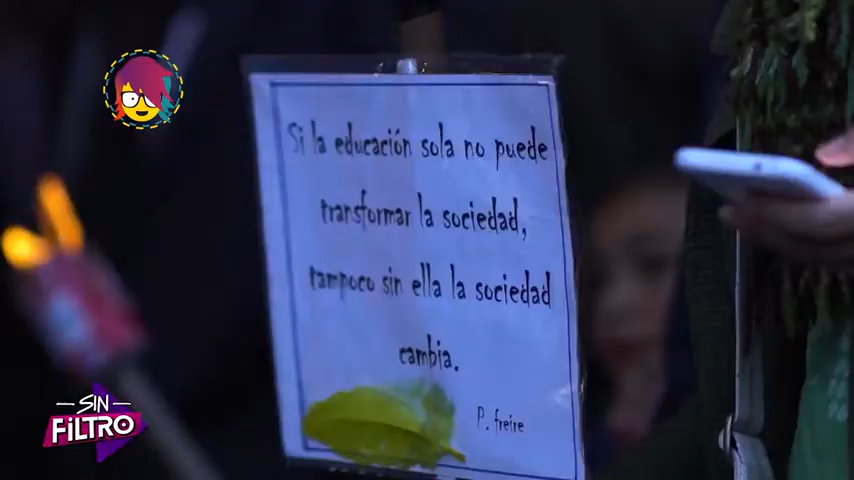 Si la educación sola no puede
transformar la sociedad,
tampoco sin ella la sociedad
cambia.
P. freire
SIN
FiLTRO